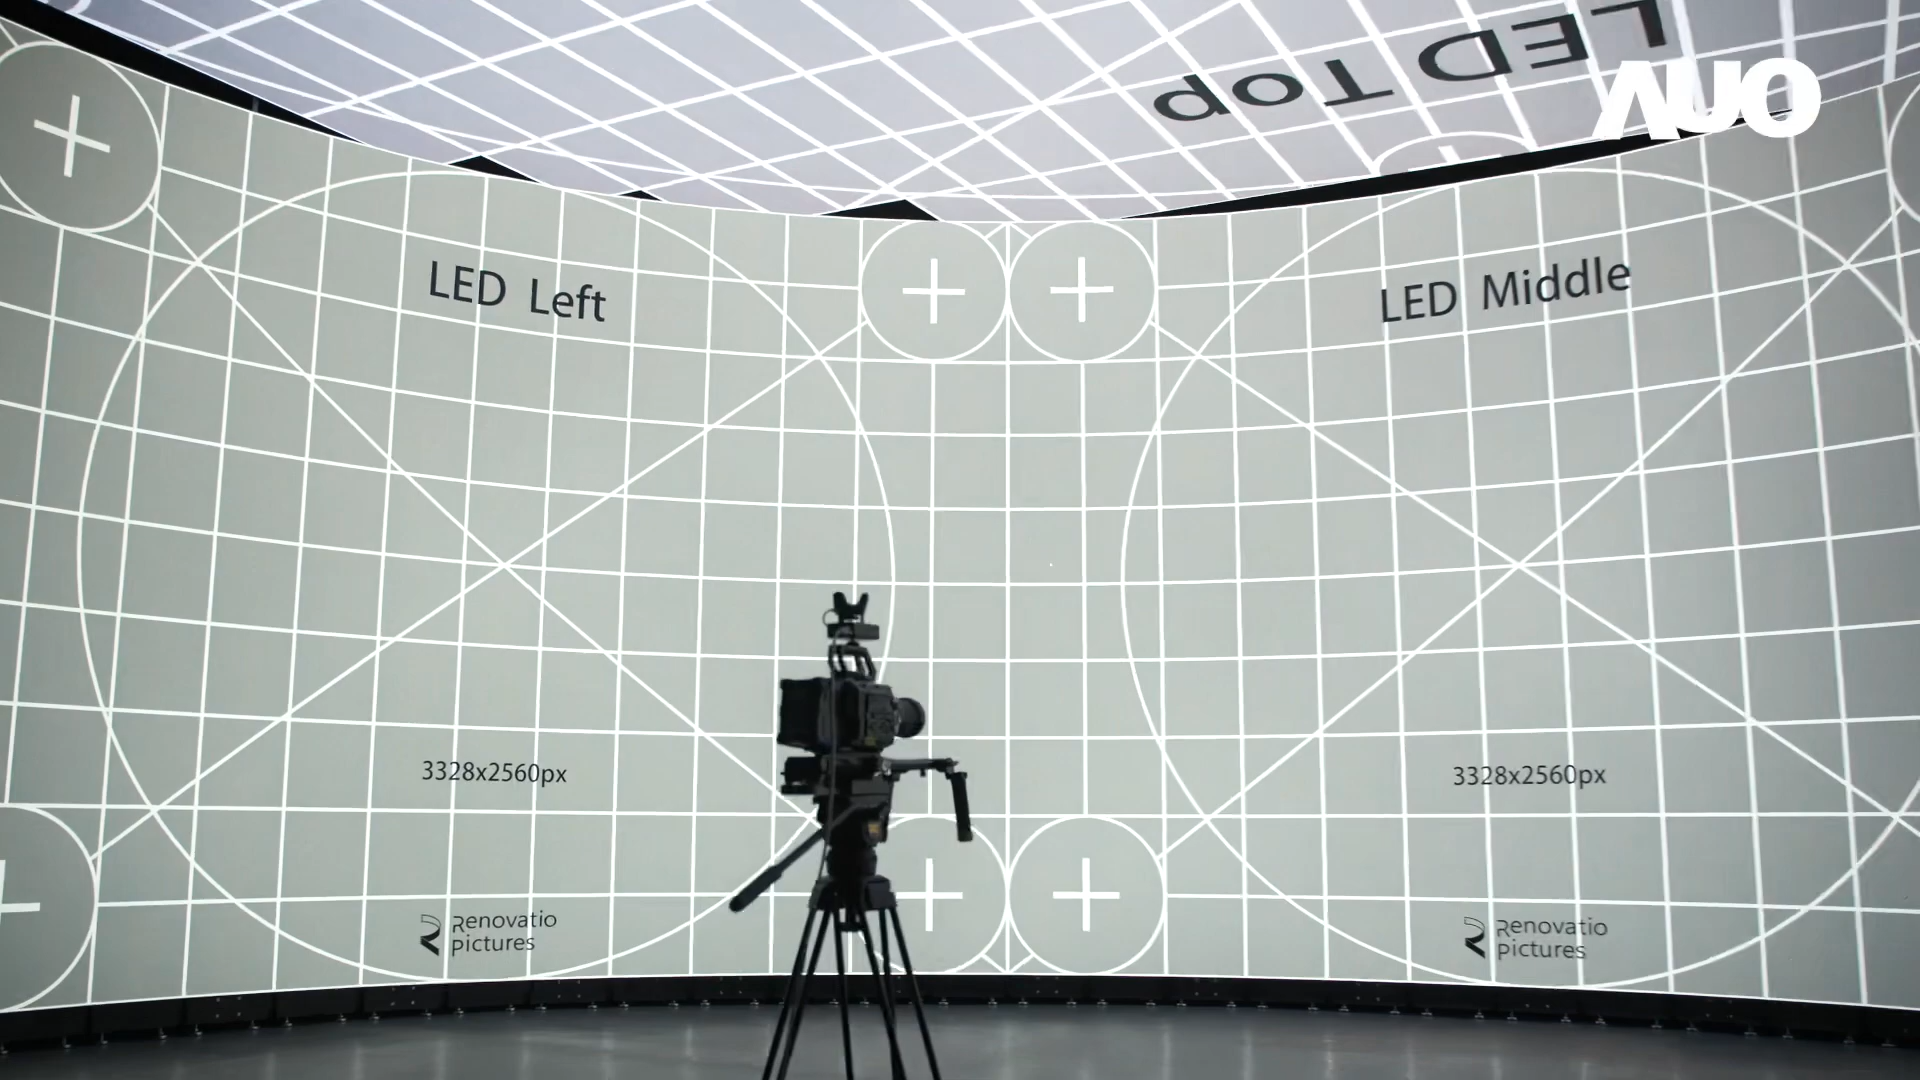 LED Top
AUO
LED Left
LED Middle
3328x2560px
3328x2560px
Renovatio
pictures
Renovatio
pictures